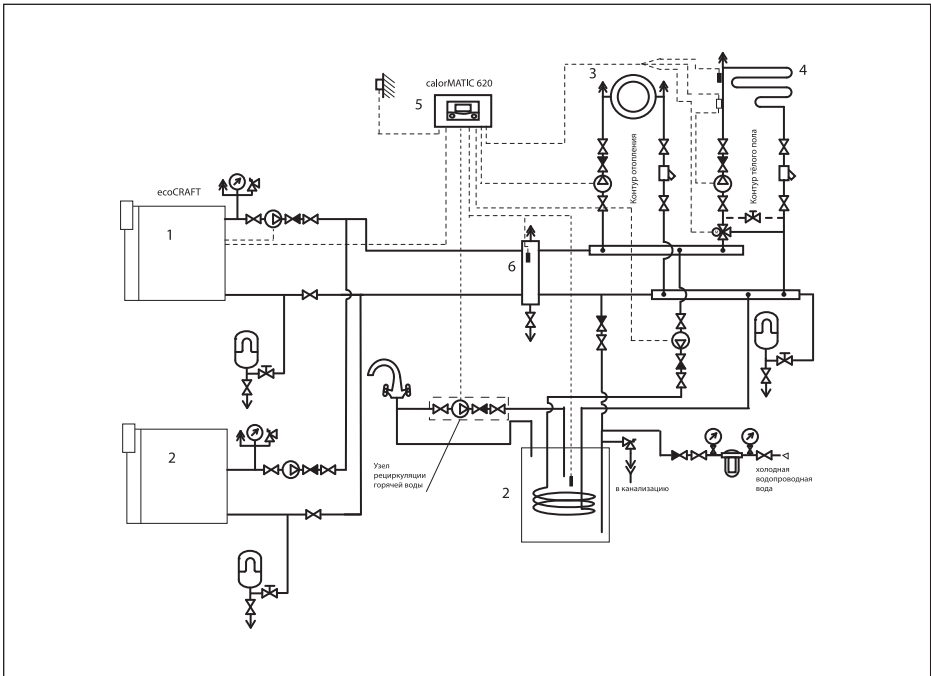 calorMATIC 620
5
3
4
Контур отопления
Контур тёлого пола
ecoCRAFT
1
6
2
Узел
рециркуляции
горячей воды
2
в канализацию
холодная
водопроводная
вода